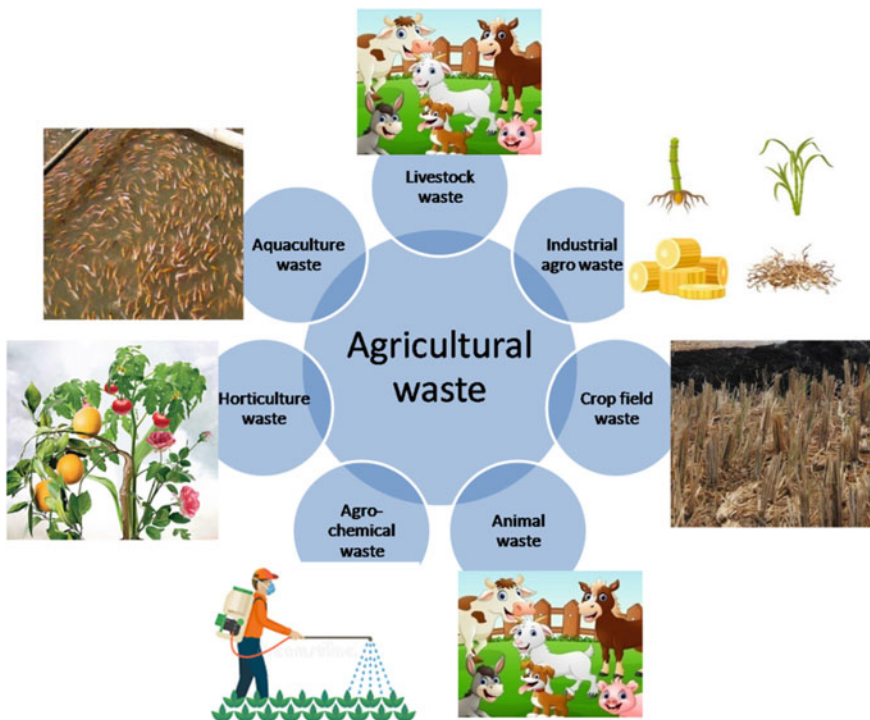 Livestock
waste
Industrial
agro waste
Crop field
waste
Animal
waste
Agro-
chemical
waste
Horticulture
waste
Aquaculture
waste
Agricultural
waste